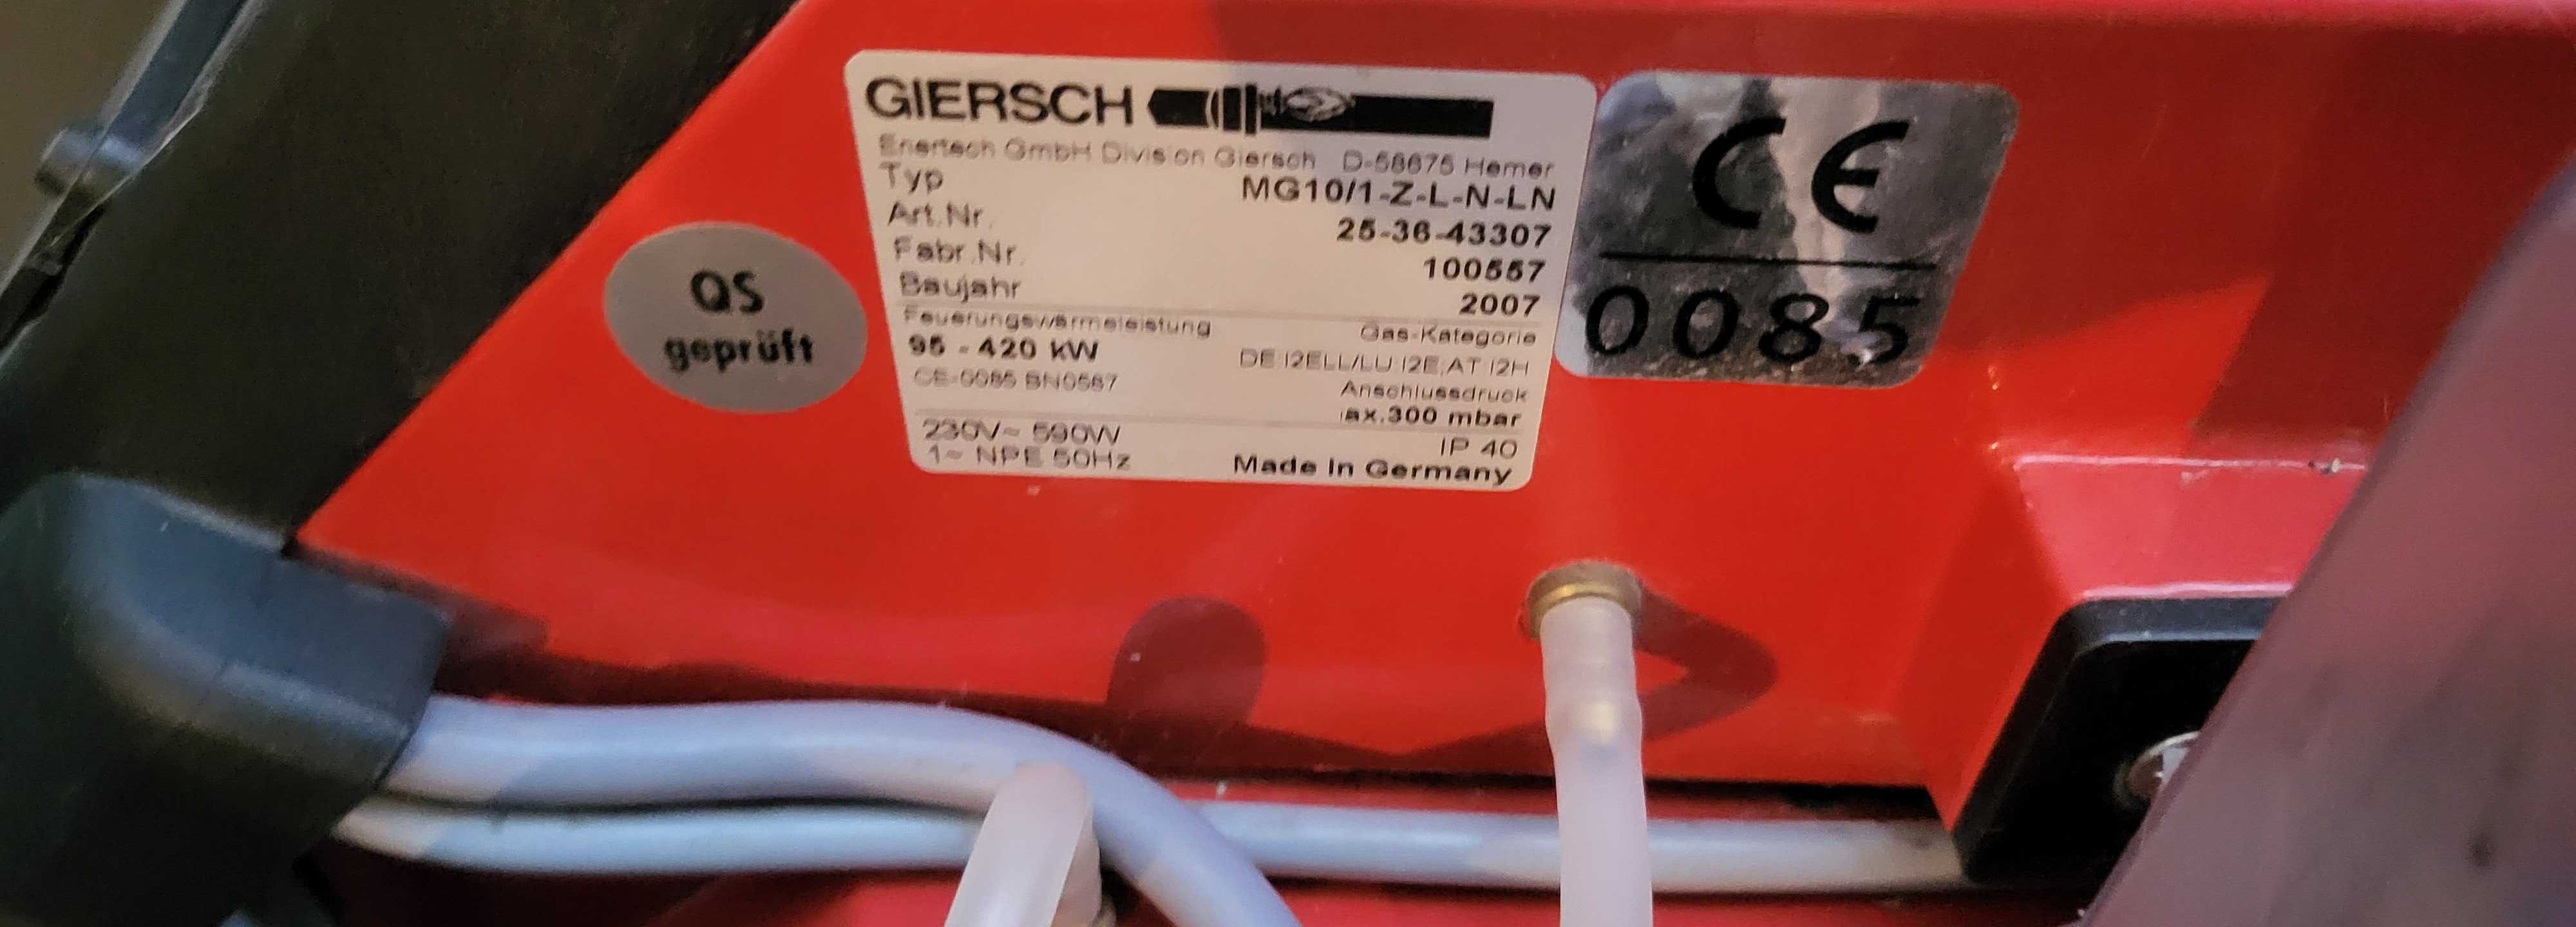 GIERSCH
Enertech GmbH Division Giersch D-58675 Hemer
Typ MG10/1-Z-L-N-LN
Art.Nr. 25-36-43307
Fabr.Nr. 100557
Baujahr 2007
Feuerungswärmeleistung Gas-Kategorie
95 - 420 kW DE I2ELL/LU I2E,AT I2H
CE-0085 BN0567 Anschlussdruck
ax.300 mbar
230V~ 590W IP 40
1~ NPE 50Hz Made In Germany
QS
geprüft
CE
0085